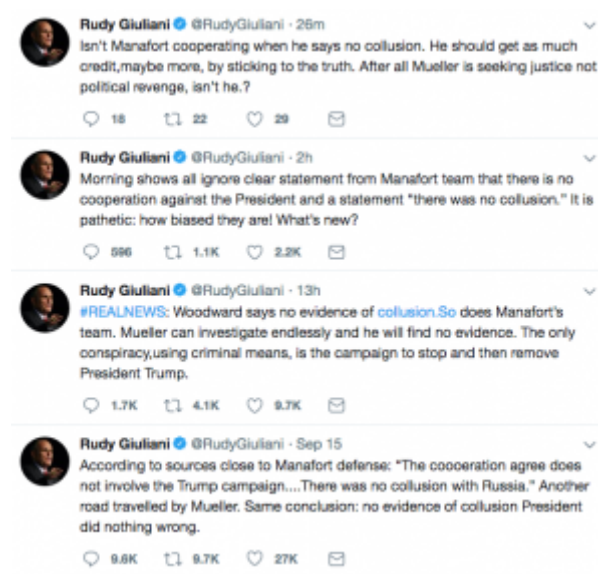 Rudy Giuliani @RudyGiuliani · 26m
Isn't Manafort cooperating when he says no collusion. He should get as much
credit,maybe more, by sticking to the truth. After all Mueller is seeking justice not
political revenge, isn't he.?
18 22 29
Rudy Giuliani @RudyGiuliani · 2h
Morning shows all ignore clear statement from Manafort team that there is no
cooperation against the President and a statement "there was no collusion." It is
pathetic: how biased they are! What's new?
596 1.1K 2.2K
Rudy Giuliani @RudyGiuliani · 13h
#REALNEWS: Woodward says no evidence of collusion.So does Manafort's
team. Mueller can investigate endlessly and he will find no evidence. The only
conspiracy,using criminal means, is the campaign to stop and then remove
President Trump.
1.7K 4.1K 9.7K
Rudy Giuliani @RudyGiuliani · Sep 15
According to sources close to Manafort defense: "The coooeration agree does
not involve the Trump campaign....There was no collusion with Russia." Another
road travelled by Mueller. Same conclusion: no evidence of collusion President
did nothing wrong.
9.6K 9.7K 27K